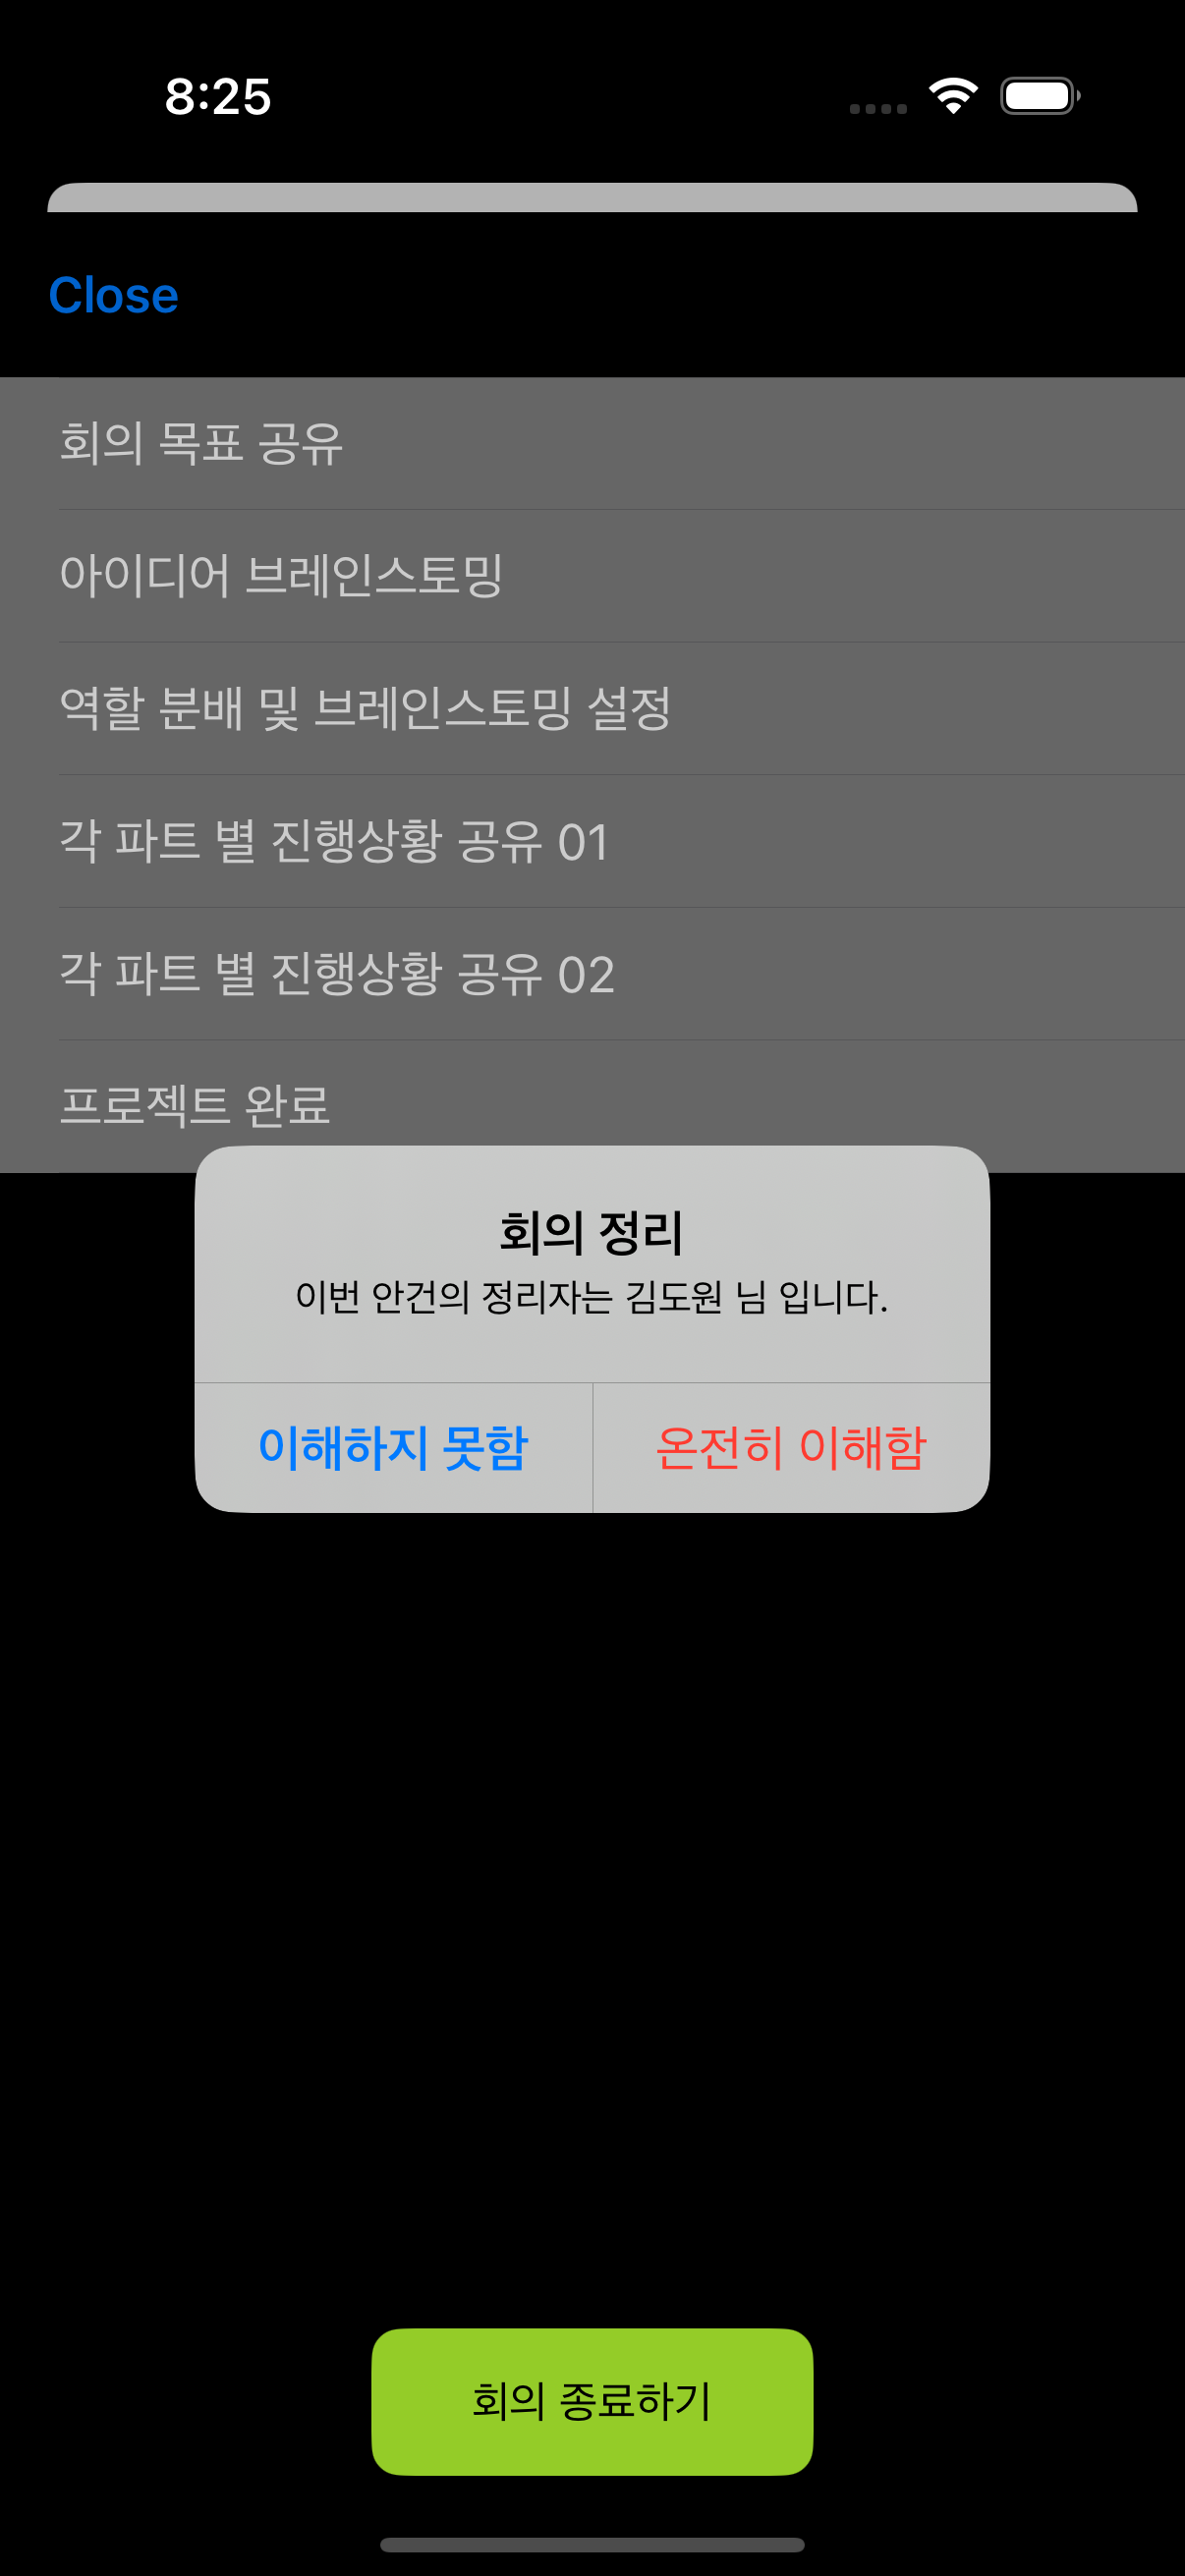 8:25
Close
회의 목표 공유
아이디어 브레인스토밍
역할 분배 및 브레인스토밍 설정
각 파트 별 진행상황 공유 01
각 파트 별 진행상황 공유 02
프로젝트 완료
회의 정리
이번 안건의 정리자는 김도원 님 입니다.
이해하지 못함
온전히 이해함
회의 종료하기